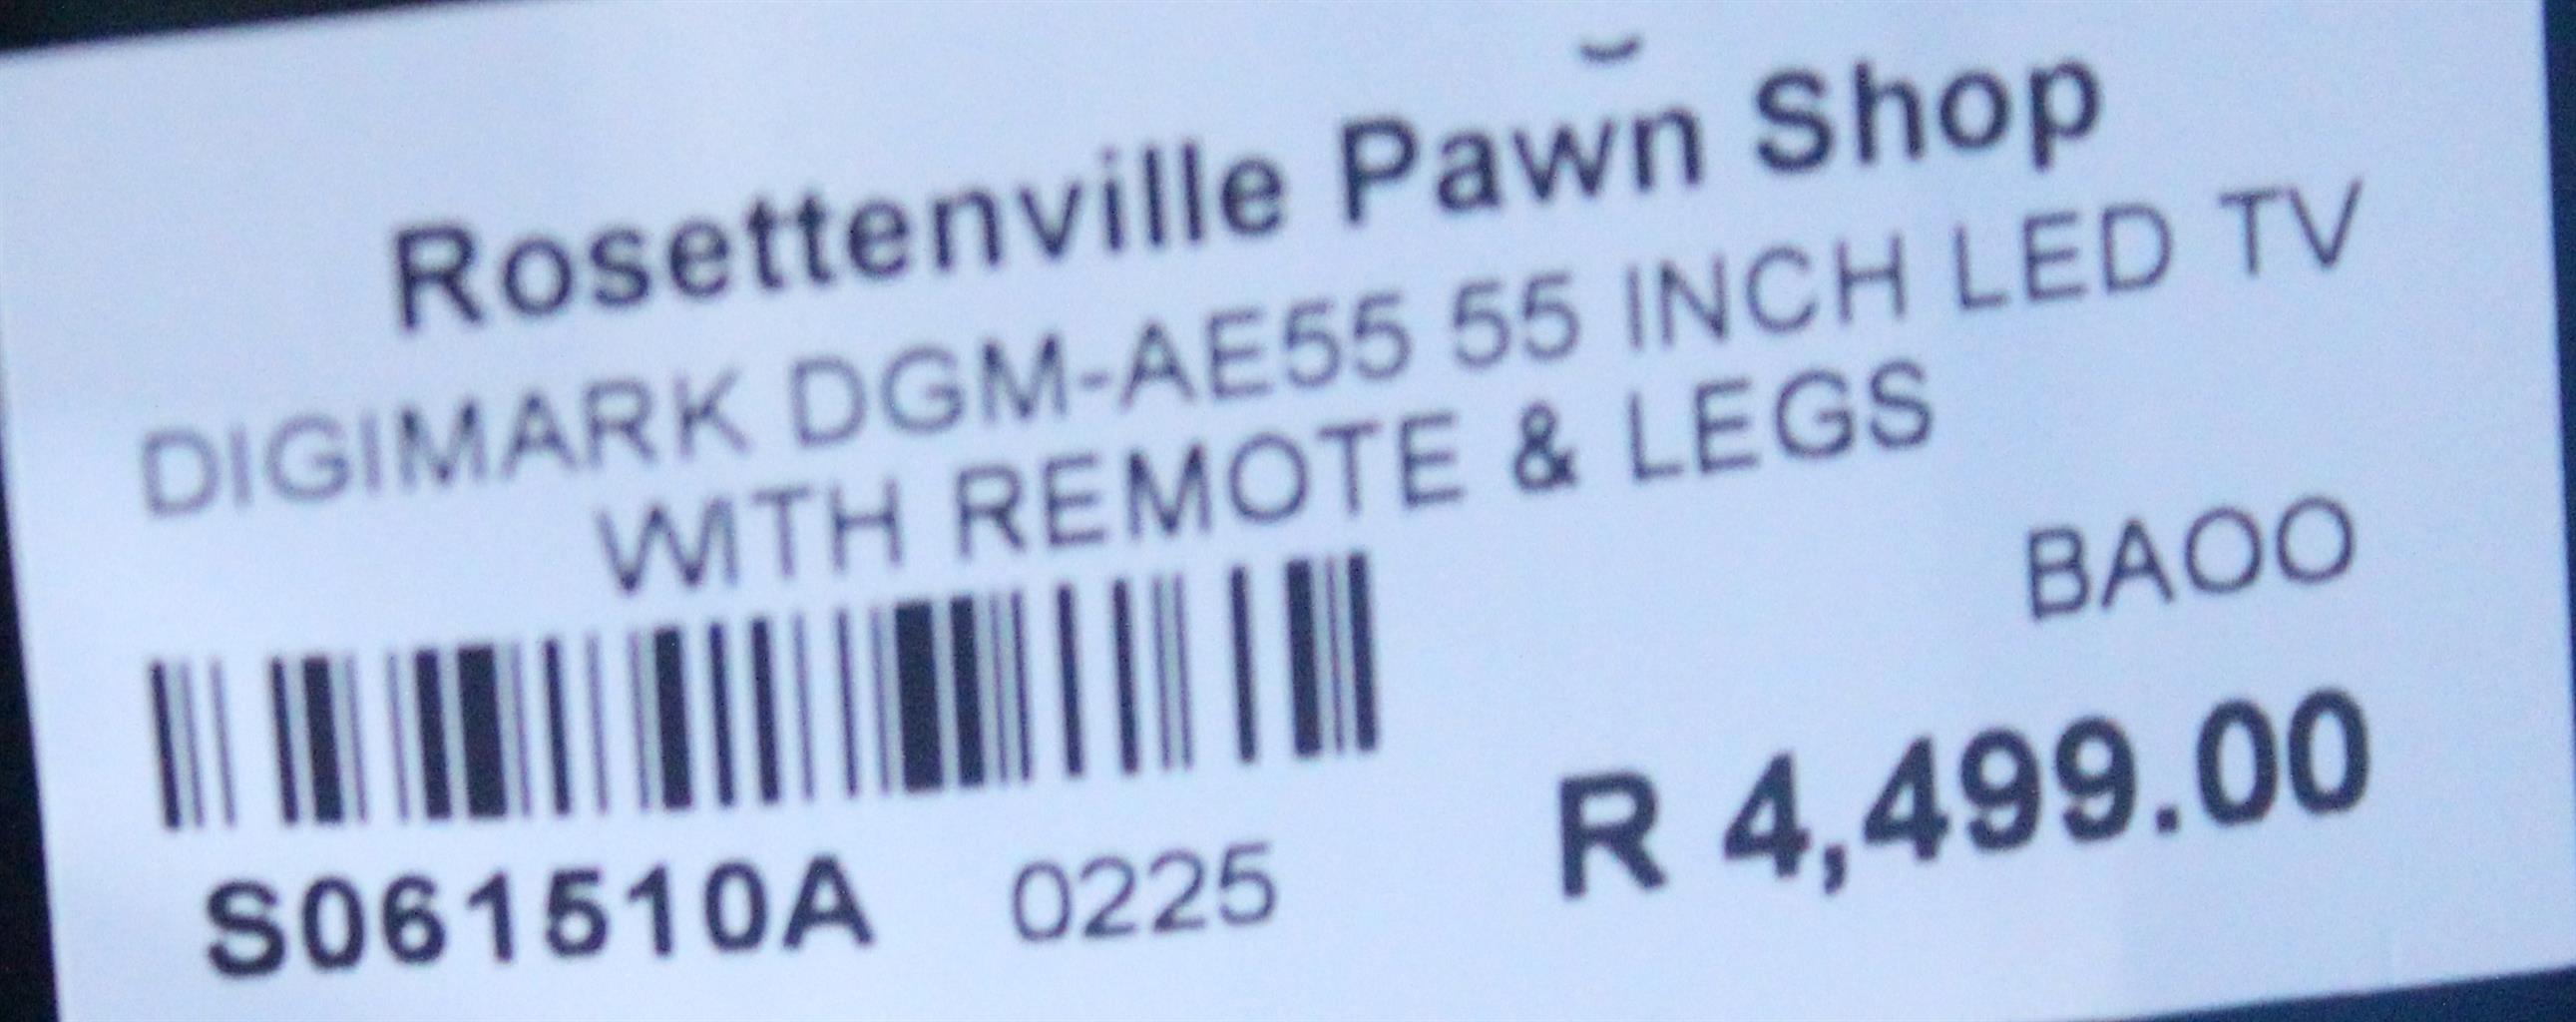 Rosettenville Pawn Shop
DIGIMARK DGM-AE55 55 INCH LED TV
WITH REMOTE & LEGS
BAOO
R 4,499.00
S061510A 0225